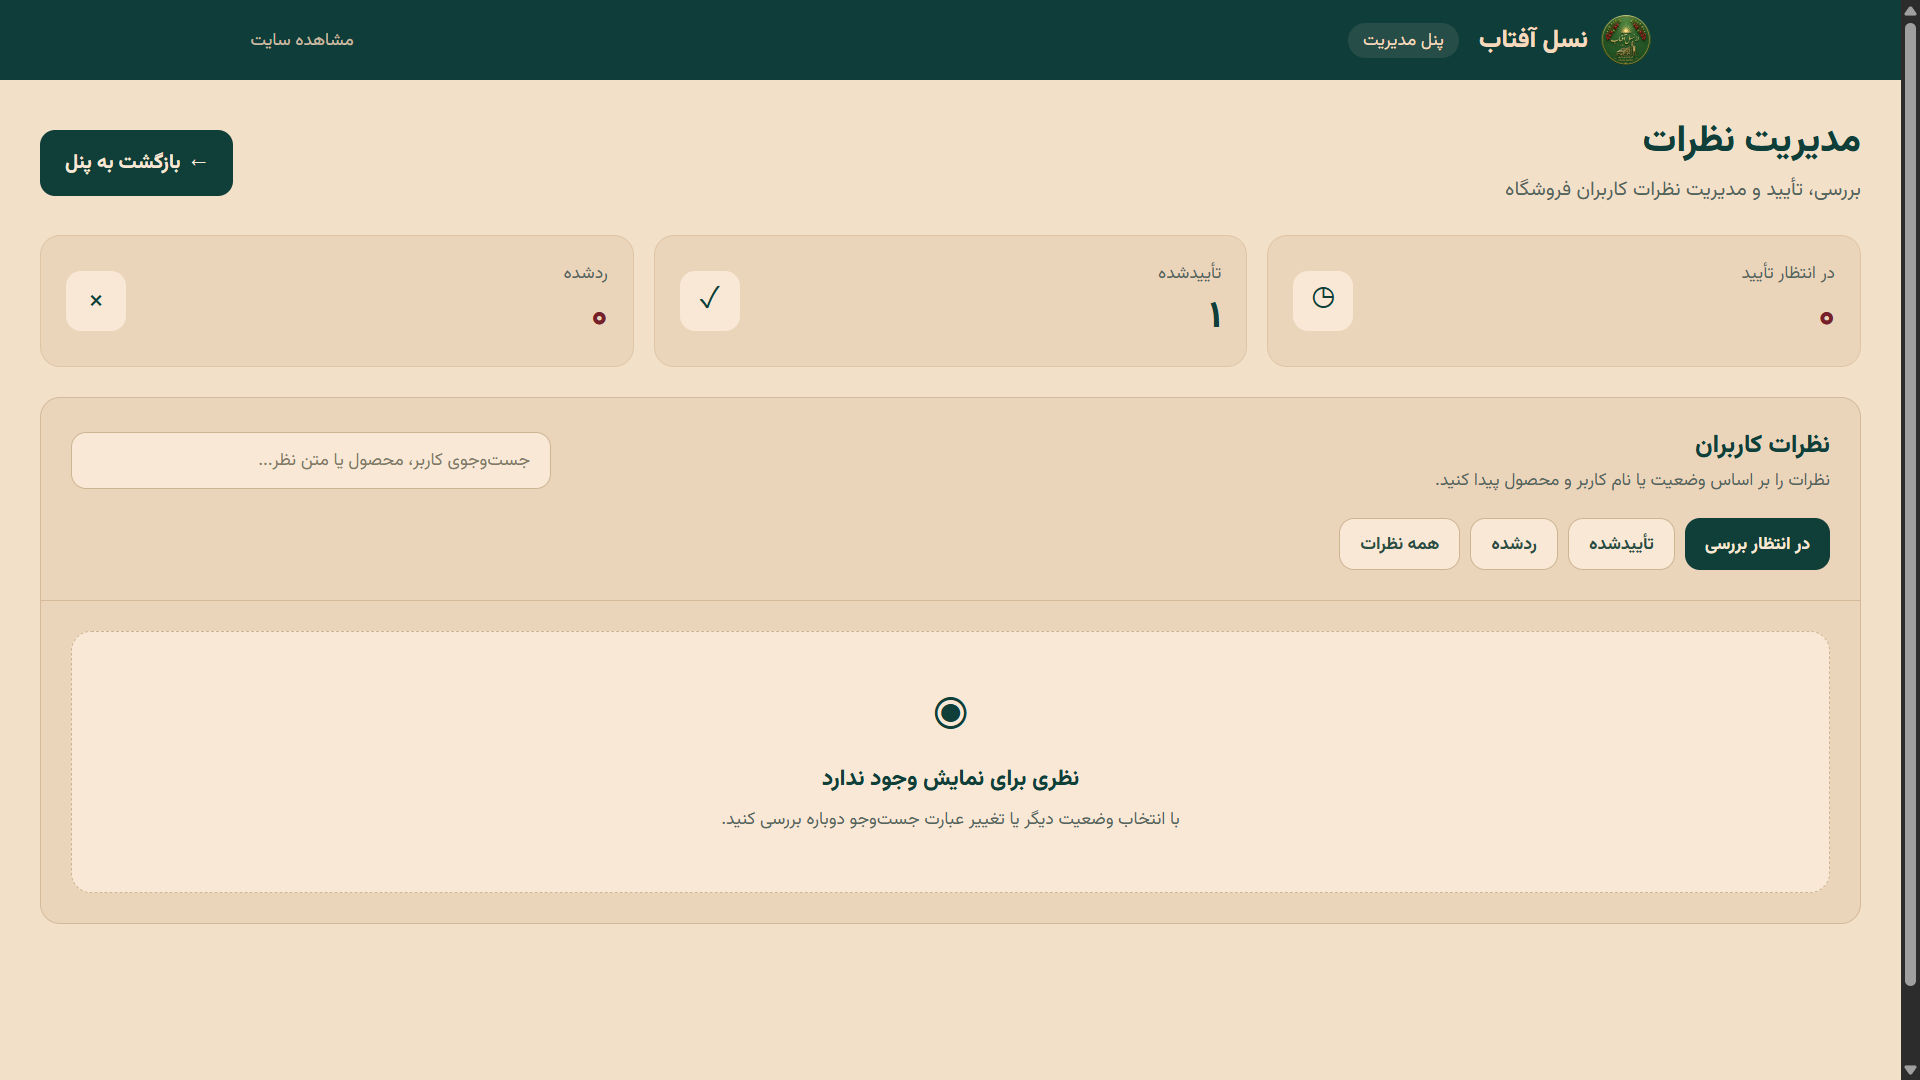 نسل آفتاب
پنل مدیریت
مشاهده سایت
مدیریت نظرات
بررسی، تأیید و مدیریت نظرات کاربران فروشگاه
← بازگشت به پنل
در انتظار تأیید
۰
تأییدشده
۱
ردشده
۰
×
نظرات کاربران
نظرات را بر اساس وضعیت یا نام کاربر و محصول پیدا کنید.
جست‌وجوی کاربر، محصول یا متن نظر...
در انتظار بررسی
تأییدشده
ردشده
همه نظرات
نظری برای نمایش وجود ندارد
با انتخاب وضعیت دیگر یا تغییر عبارت جست‌وجو دوباره بررسی کنید.